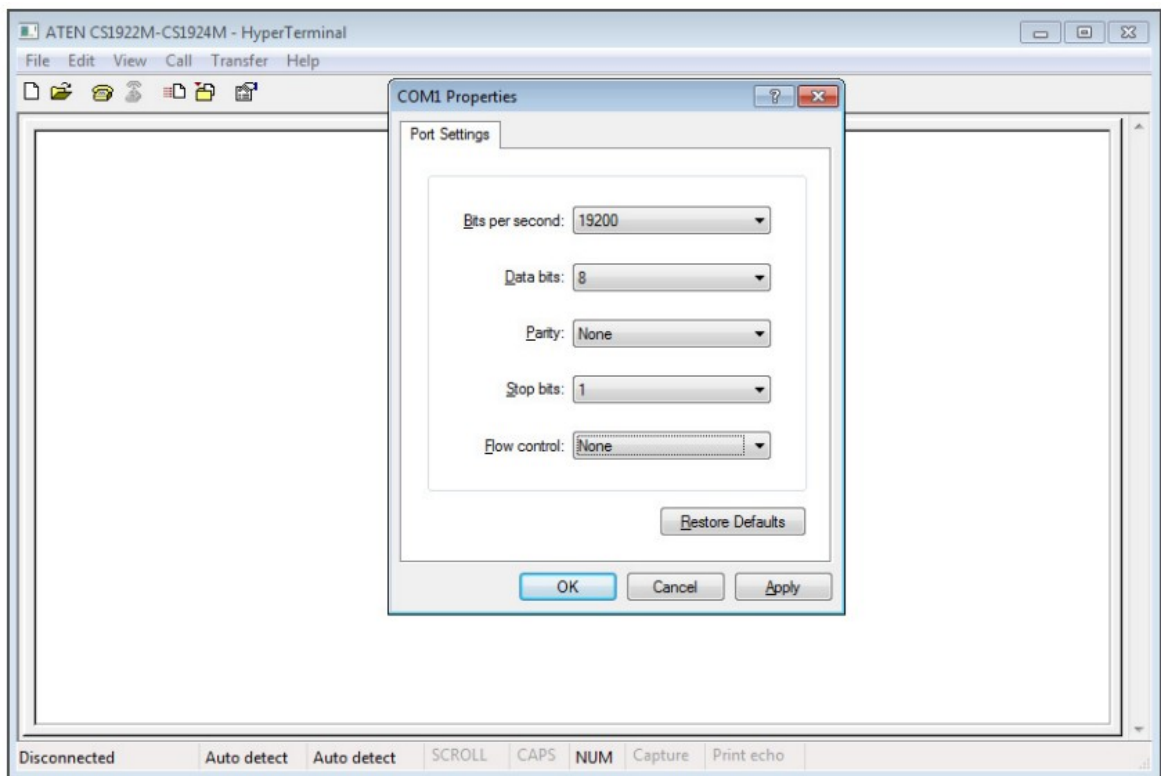 ATEN CS1922M-CS1924M - HyperTerminal
File Edit View Call Transfer Help
COM1 Properties
Port Settings
Bits per second: 19200
Data bits: 8
Parity: None
Stop bits: 1
Flow control: None
Restore Defaults
OK Cancel Apply
Disconnected Auto detect Auto detect SCROLL CAPS NUM Capture Print echo